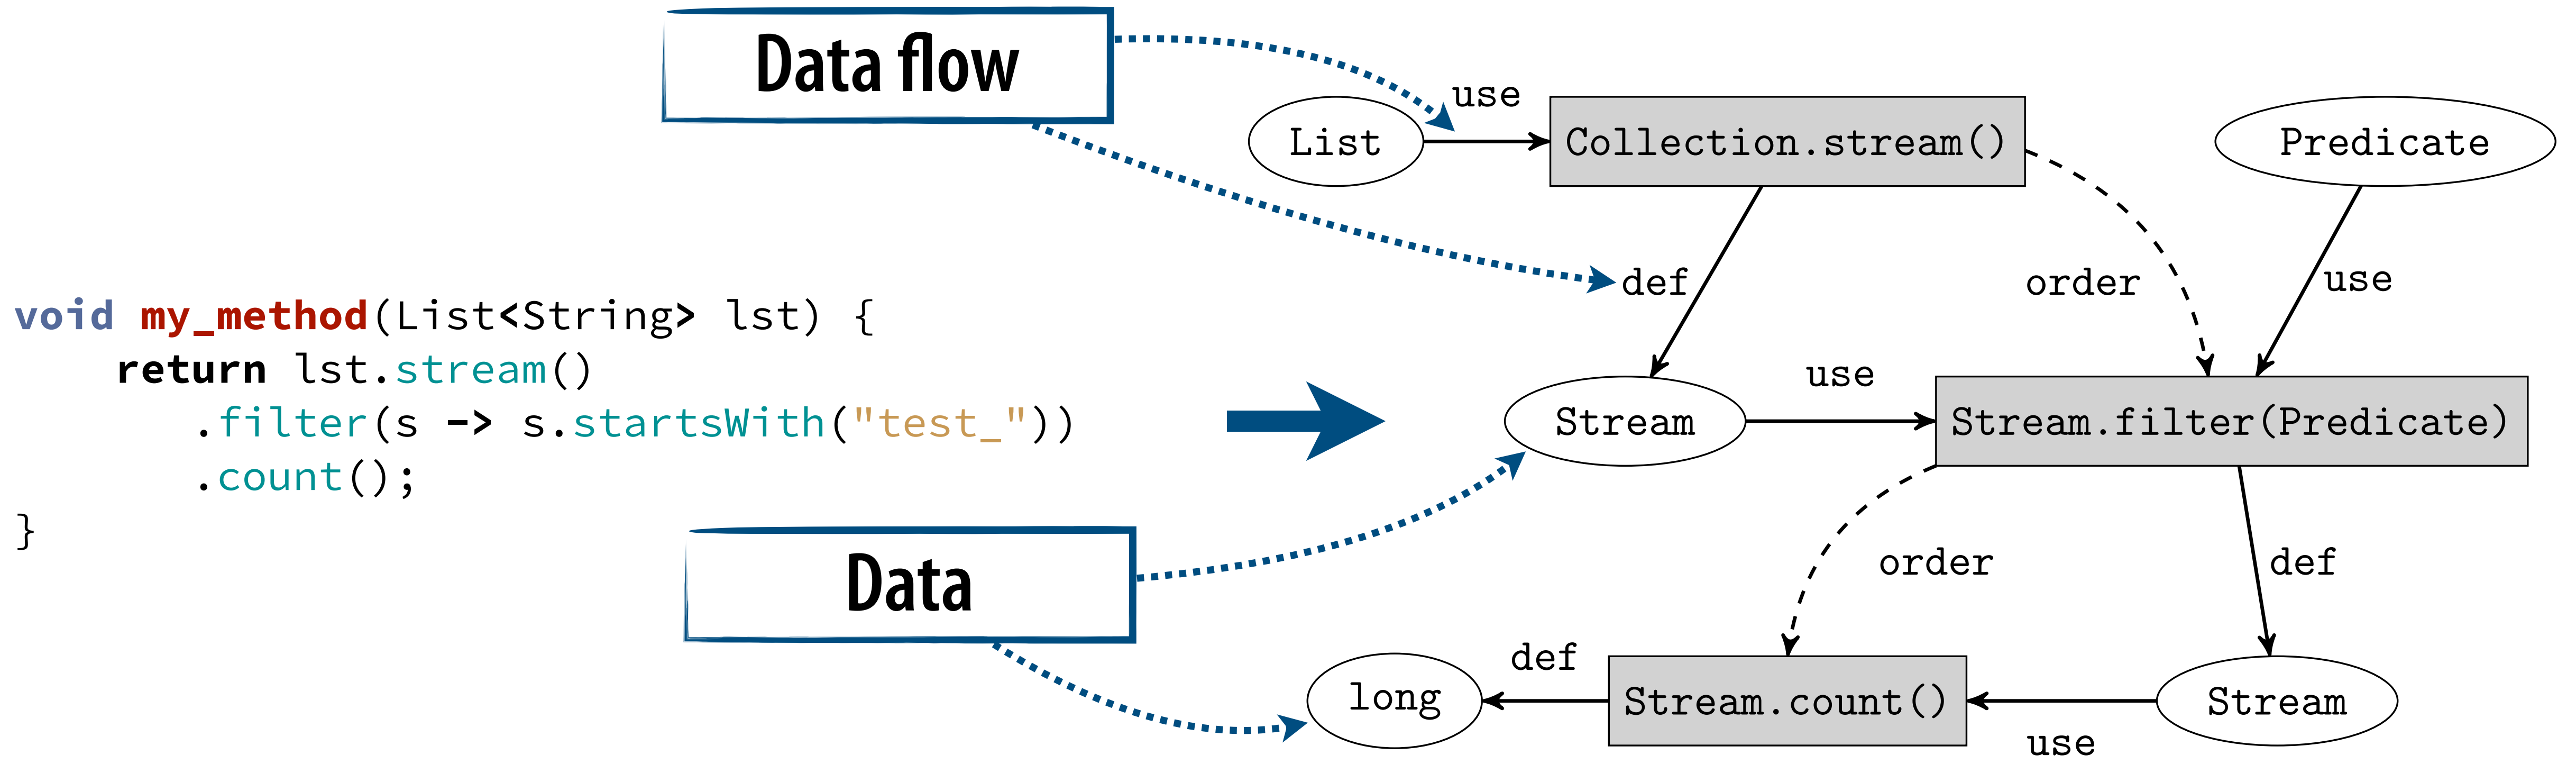 Data flow
use
List
Collection.stream()
Predicate
def
order
use
void my_method(List<String> lst) {
return lst.stream()
.filter(s -> s.startsWith("test_"))
.count();
}
use
Stream
Stream.filter(Predicate)
Data
order
def
def
long
Stream.count()
Stream
use